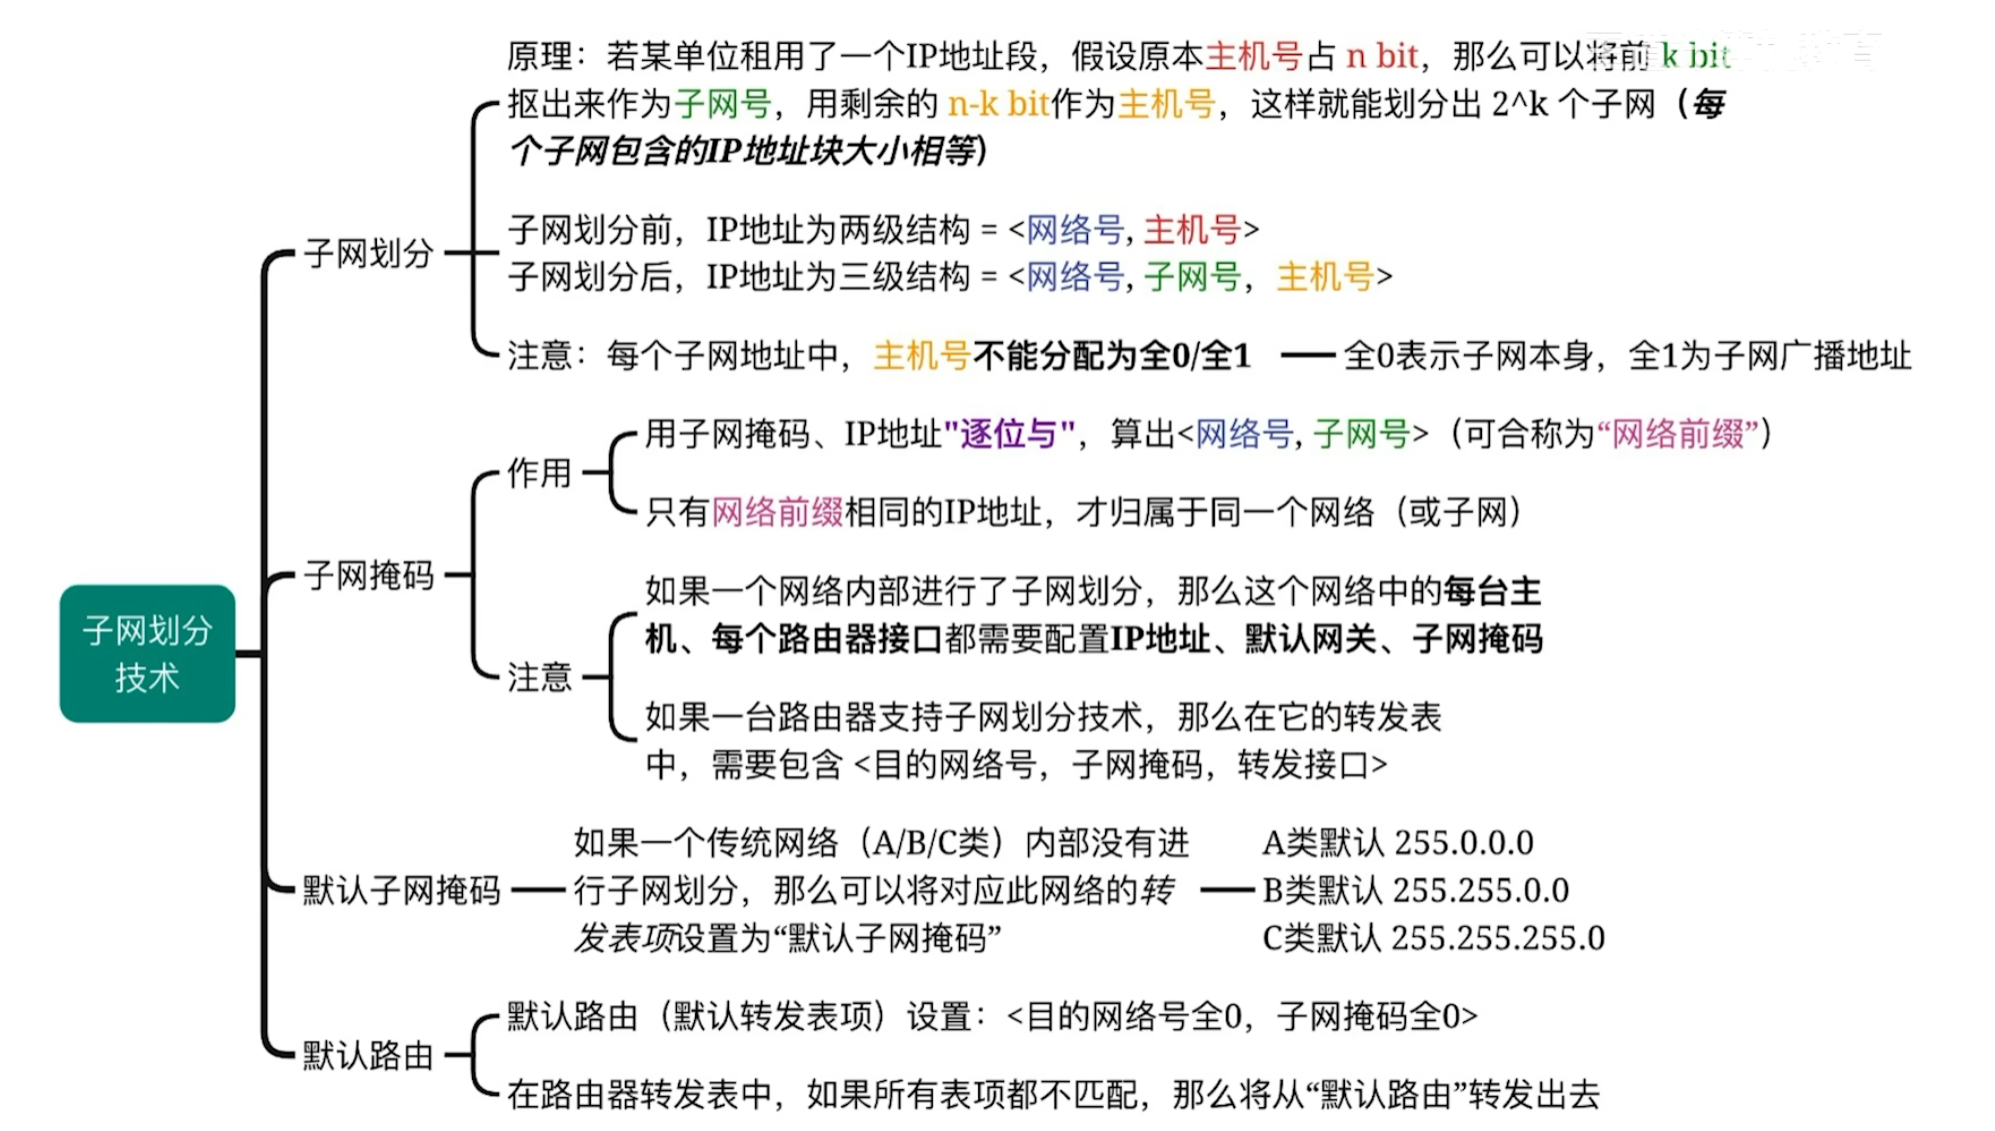 原理：若某单位租用了一个IP地址段，假设原本主机号占 n bit，那么可以将前 k bit
抠出来作为子网号，用剩余的 n-k bit作为主机号，这样就能划分出 2^k 个子网（每
个子网包含的IP地址块大小相等）
子网划分
子网划分前，IP地址为两级结构 = <网络号, 主机号>
子网划分后，IP地址为三级结构 = <网络号, 子网号，主机号>
注意：每个子网地址中，主机号不能分配为全0/全1
全0表示子网本身，全1为子网广播地址
子网划分
技术
子网掩码
作用
用子网掩码、IP地址"逐位与"，算出<网络号, 子网号>（可合称为“网络前缀”）
只有网络前缀相同的IP地址，才归属于同一个网络（或子网）
注意
如果一个网络内部进行了子网划分，那么这个网络中的每台主
机、每个路由器接口都需要配置IP地址、默认网关、子网掩码
如果一台路由器支持子网划分技术，那么在它的转发表
中，需要包含 <目的网络号，子网掩码，转发接口>
默认子网掩码
如果一个传统网络（A/B/C类）内部没有进
行子网划分，那么可以将对应此网络的转
发表项设置为“默认子网掩码”
A类默认 255.0.0.0
B类默认 255.255.0.0
C类默认 255.255.255.0
默认路由
默认路由（默认转发表项）设置：<目的网络号全0，子网掩码全0>
在路由器转发表中，如果所有表项都不匹配，那么将从“默认路由”转发出去